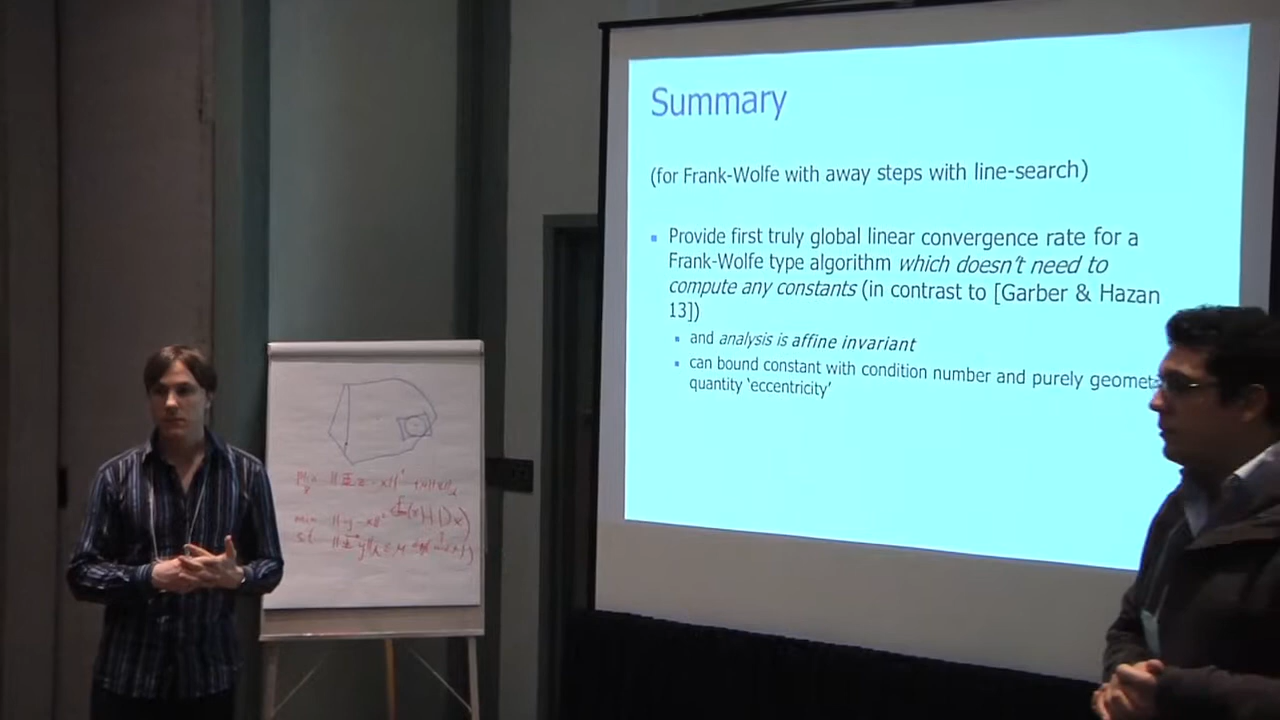 Summary
(for Frank-Wolfe with away steps with line-search)
Provide first truly global linear convergence rate for a
Frank-Wolfe type algorithm which doesn't need to
compute any constants (in contrast to [Garber & Hazan
13])
and analysis is affine invariant
can bound constant with condition number and purely
quantity 'eccentricity'
min